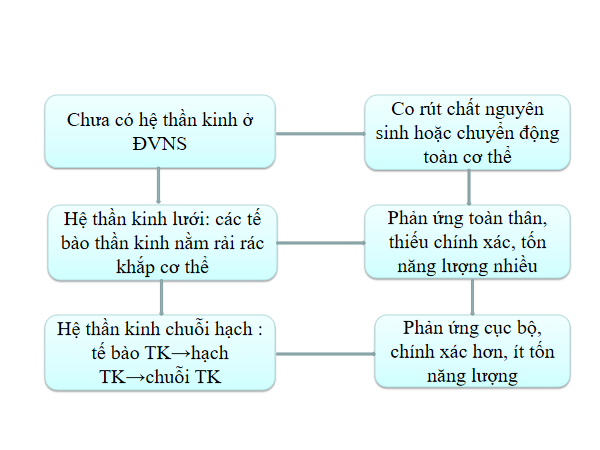 Chưa có hệ thần kinh ở
ĐVNS
Co rút chất nguyên
sinh hoặc chuyển động
toàn cơ thể
Hệ thần kinh lưới: các tế
bào thần kinh nằm rải rác
khắp cơ thể
Phản ứng toàn thân,
thiếu chính xác, tốn
năng lượng nhiều
Hệ thần kinh chuỗi hạch :
tế bào TK→hạch
TK→chuỗi TK
Phản ứng cục bộ,
chính xác hơn, ít tốn
năng lượng